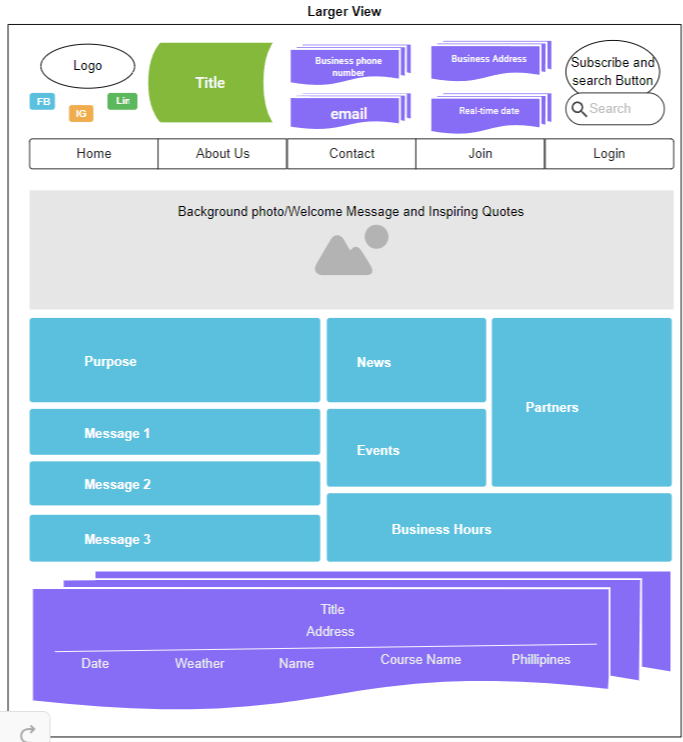 Larger View
Logo
FB
IG
Lin
Title
Business phone
number
email
Business Address
Real-time date
Subscribe and
search Button
Search
Home
About Us
Contact
Join
Login
Background photo/Welcome Message and Inspiring Quotes
Purpose
Message 1
Message 2
Message 3
News
Events
Partners
Business Hours
Title
Address
Date
Weather
Name
Course Name
Phillipines